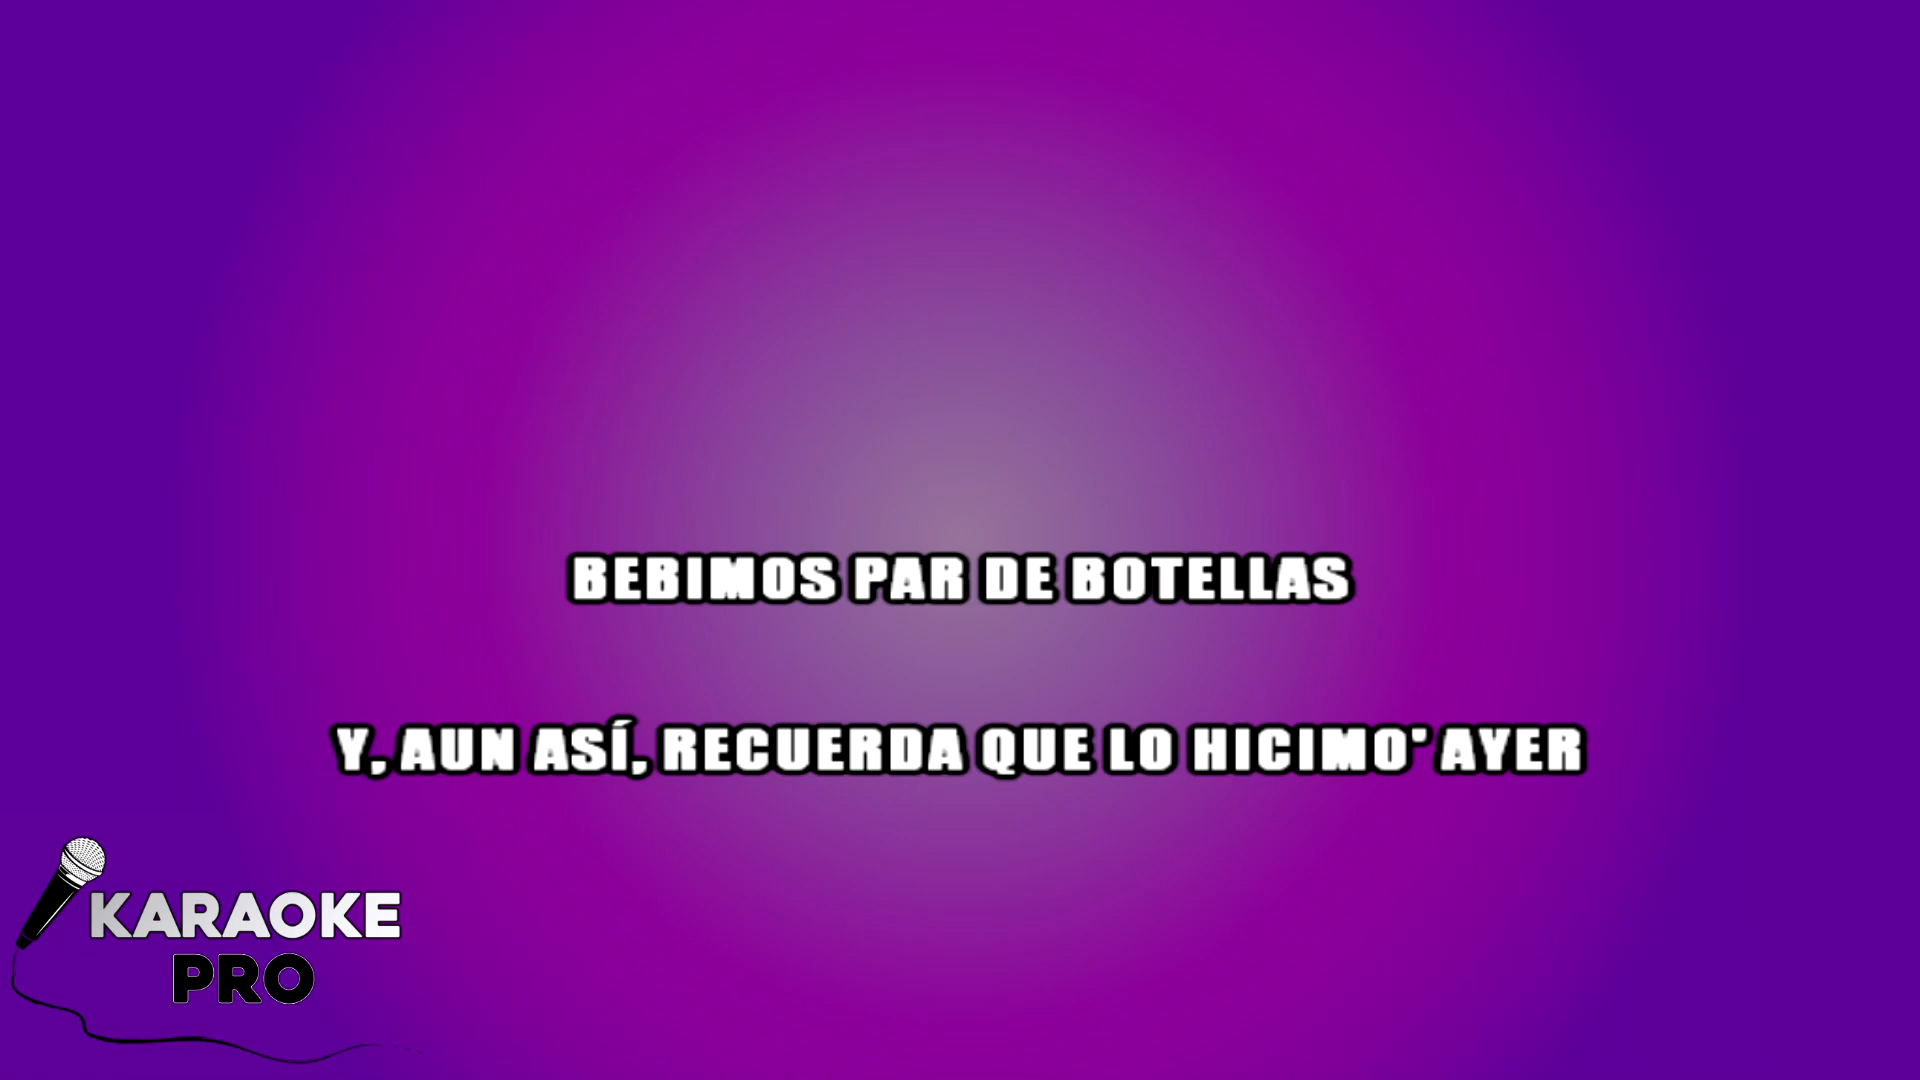 BEBIMOS PAR DE BOTELLAS
Y, AUN ASÍ, RECUERDA QUE LO HICIMO' AYER
KARAOKE
PRO